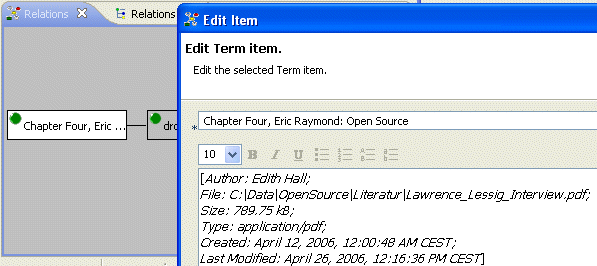 Relations
Relations
Chapter Four, Eric ...
dro
Edit Item
Edit Term item.
Edit the selected Term item.
* Chapter Four, Eric Raymond: Open Source
10 B I U
[Author: Edith Hall;
File: C:\Data\OpenSource\Literatur\Lawrence_Lessig_Interview.pdf;
Size: 789.75 kB;
Type: application/pdf;
Created: April 12, 2006, 12:00:48 AM CEST;
Last Modified: April 26, 2006, 12:16:36 PM CEST]